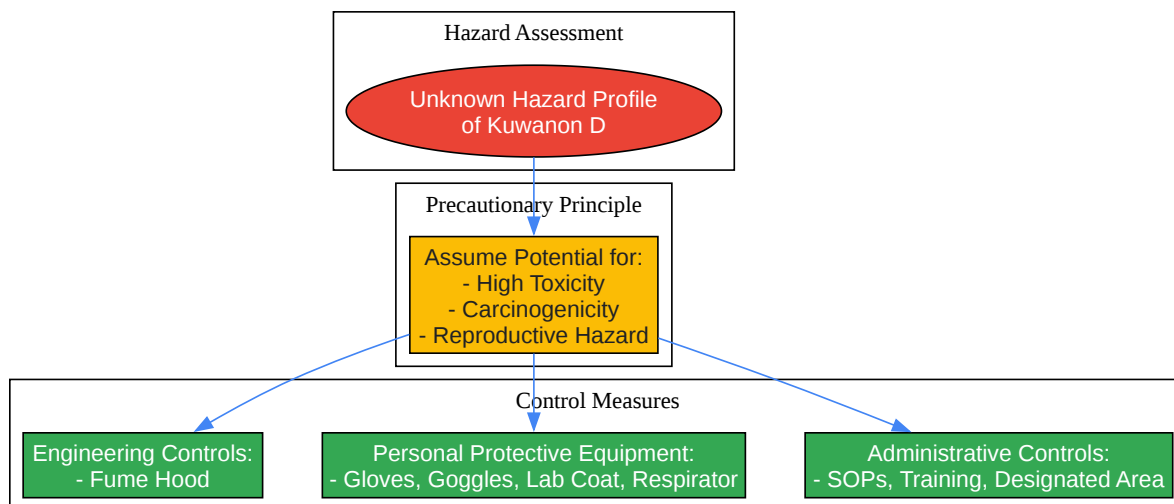 Hazard Assessment
Unknown Hazard Profile
of Kuwanon D
Precautionary Principle
Assume Potential for:
- High Toxicity
- Carcinogenicity
- Reproductive Hazard
Control Measures
Engineering Controls:
- Fume Hood
Personal Protective Equipment:
- Gloves, Goggles, Lab Coat, Respirator
Administrative Controls:
- SOPs, Training, Designated Area